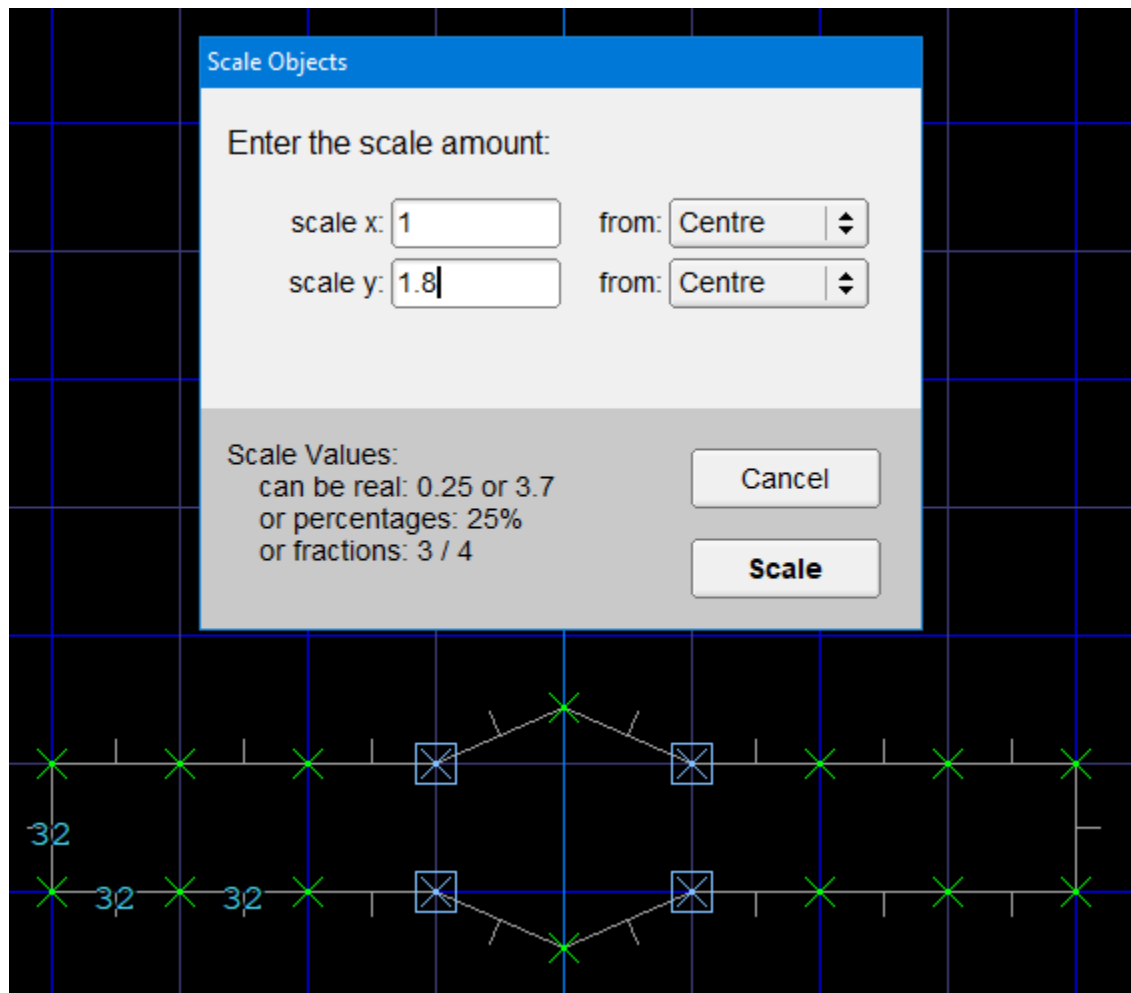 Scale Objects
Enter the scale amount:
scale x: 1 from: Centre
scale y: 1.8 from: Centre
Scale Values:
can be real: 0.25 or 3.7
or percentages: 25%
or fractions: 3 / 4
Cancel
Scale
32
32 32